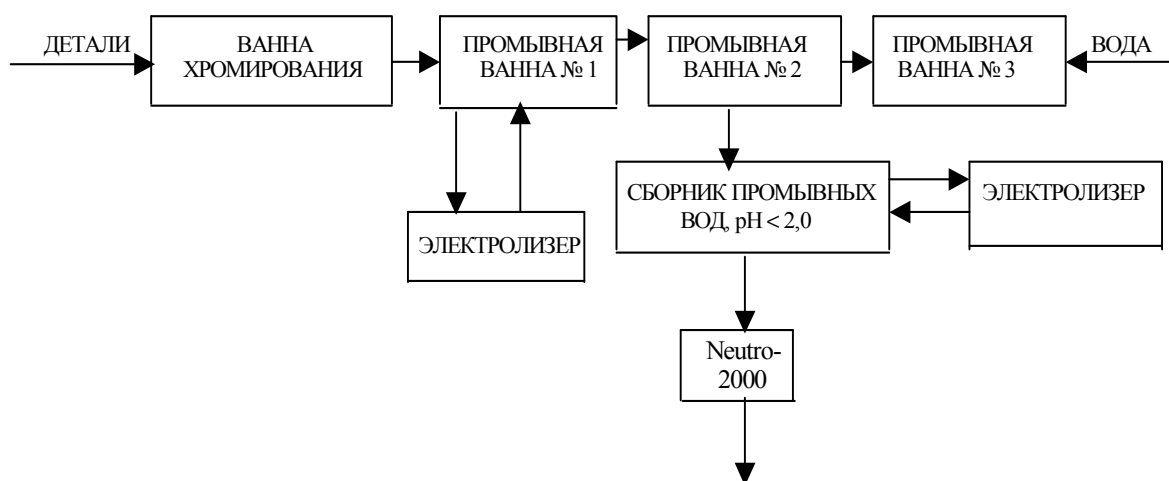 ДЕТАЛИ
ВАННА
ХРОМИРОВАНИЯ
ПРОМЫВНАЯ
ВАННА № 1
ПРОМЫВНАЯ
ВАННА № 2
ПРОМЫВНАЯ
ВАННА № 3
ВОДА
ЭЛЕКТРОЛИЗЕР
СБОРНИК ПРОМЫВНЫХ
ВОД, pH < 2,0
ЭЛЕКТРОЛИЗЕР
Neutro-
2000